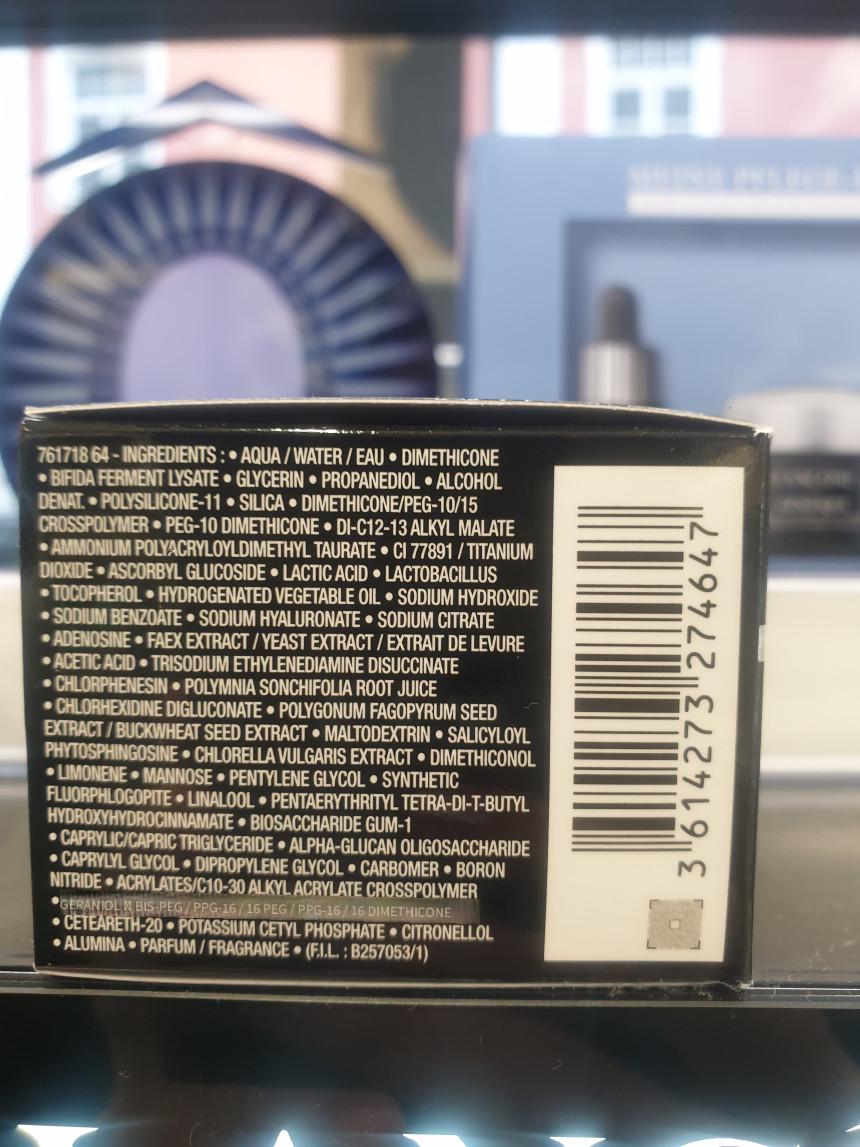 MEINE PFLEGE-
761718 64 - INGREDIENTS : • AQUA / WATER / EAU • DIMETHICONE
• BIFIDA FERMENT LYSATE • GLYCERIN • PROPANEDIOL • ALCOHOL
DENAT. • POLYSILICONE-11 • SILICA • DIMETHICONE/PEG-10/15
CROSSPOLYMER • PEG-10 DIMETHICONE • DI-C12-13 ALKYL MALATE
• AMMONIUM POLYACRYLOYLDIMETHYL TAURATE • CI 77891 / TITANIUM
DIOXIDE • ASCORBYL GLUCOSIDE • LACTIC ACID • LACTOBACILLUS
• TOCOPHEROL • HYDROGENATED VEGETABLE OIL • SODIUM HYDROXIDE
• SODIUM BENZOATE • SODIUM HYALURONATE • SODIUM CITRATE
• ADENOSINE • FAEX EXTRACT / YEAST EXTRACT / EXTRAIT DE LEVURE
• ACETIC ACID • TRISODIUM ETHYLENEDIAMINE DISUCCINATE
• CHLORPHENESIN • POLYMNIA SONCHIFOLIA ROOT JUICE
• CHLORHEXIDINE DIGLUCONATE • POLYGONUM FAGOPYRUM SEED
EXTRACT / BUCKWHEAT SEED EXTRACT • MALTODEXTRIN • SALICYLOYL
PHYTOSPHINGOSINE • CHLORELLA VULGARIS EXTRACT • DIMETHICONOL
• LIMONENE • MANNOSE • PENTYLENE GLYCOL • SYNTHETIC
FLUORPHLOGOPITE • LINALOOL • PENTAERYTHRITYL TETRA-DI-T-BUTYL
HYDROXYHYDROCINNAMATE • BIOSACCHARIDE GUM-1
• CAPRYLIC/CAPRIC TRIGLYCERIDE • ALPHA-GLUCAN OLIGOSACCHARIDE
• CAPRYLYL GLYCOL • DIPROPYLENE GLYCOL • CARBOMER • BORON
NITRIDE • ACRYLATES/C10-30 ALKYL ACRYLATE CROSSPOLYMER
• GERANIOL BIS-PEG / PPG-16 / 16 PEG / PPG-16 / 16 DIMETHICONE
• CETEARETH-20 • POTASSIUM CETYL PHOSPHATE • CITRONELLOL
• ALUMINA • PARFUM / FRAGRANCE • (F.I.L. : B257053/1)
3 614273 274647